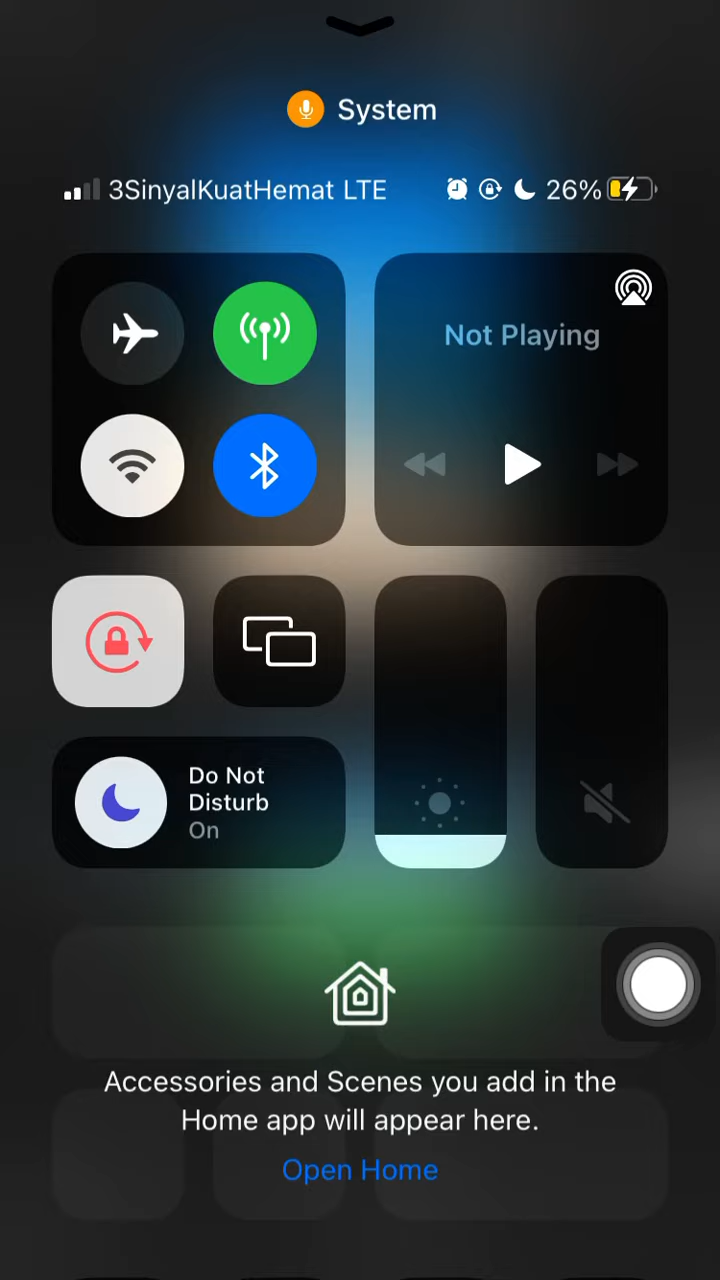 System
3SinyalKuatHemat LTE 26%
Not Playing
Do Not
Disturb
On
Accessories and Scenes you add in the
Home app will appear here.
Open Home